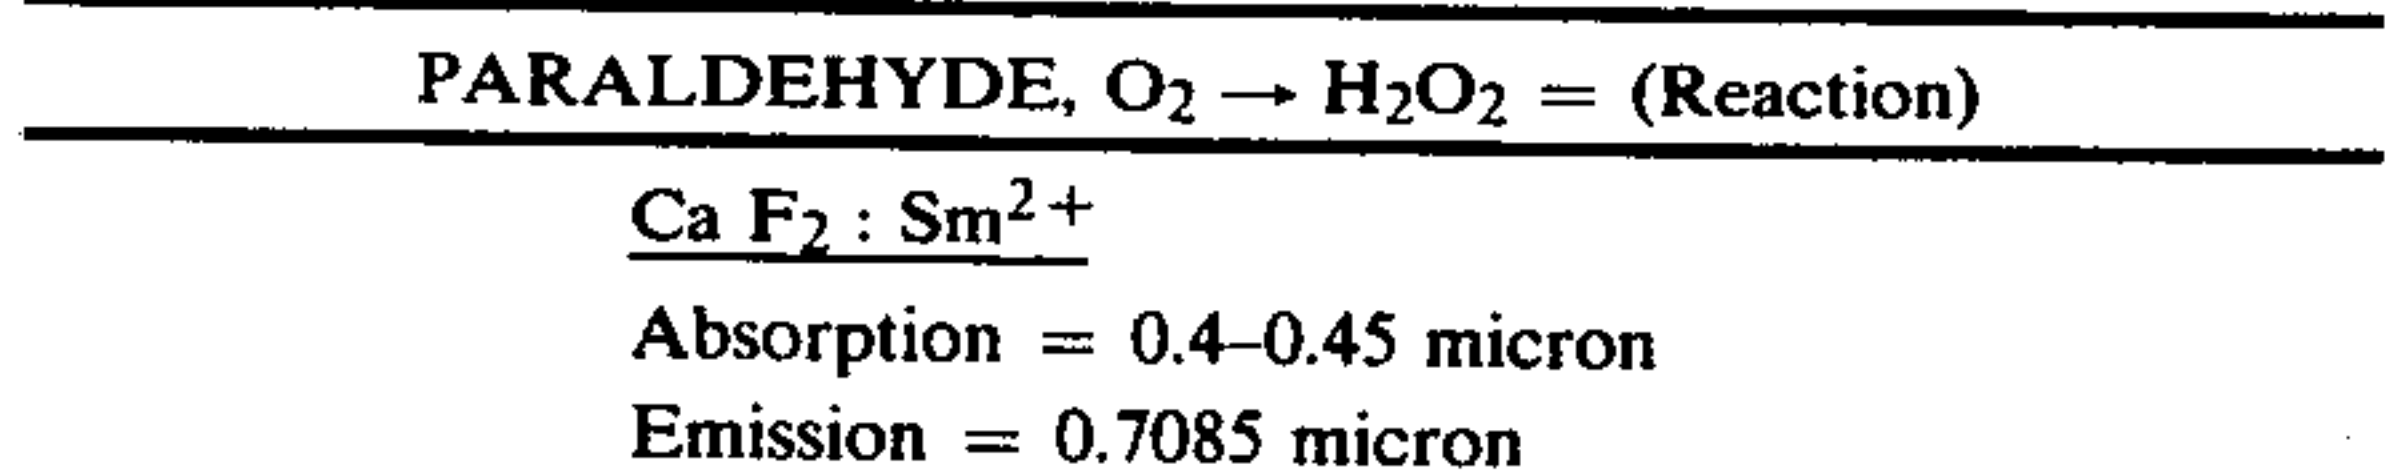 PARALDEHYDE, O₂ → H₂O₂ = (Reaction)
Ca F₂ : Sm²⁺
Absorption = 0.4–0.45 micron
Emission = 0.7085 micron